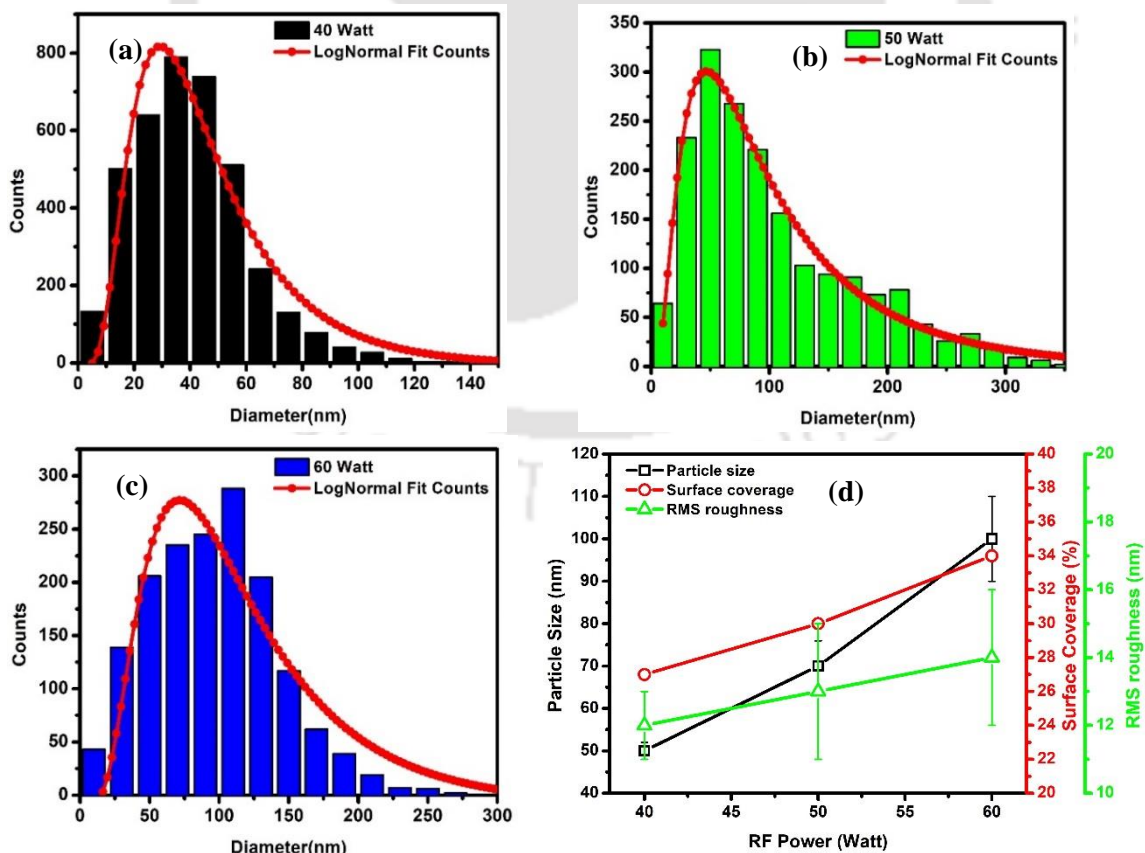 (a)
40 Watt
LogNormal Fit Counts
800
600
400
200
0
Counts
0 20 40 60 80 100 120 140
Diameter(nm)
(b)
50 Watt
LogNormal Fit Counts
350
300
250
200
150
100
50
0
Counts
0 100 200 300
Diameter(nm)
(c)
60 Watt
LogNormal Fit Counts
300
250
200
150
100
50
0
Counts
0 50 100 150 200 250 300
Diameter(nm)
(d)
Particle size
Surface coverage
RMS roughness
120
110
100
90
80
70
60
50
40
Particle Size (nm)
40 45 50 55 60
RF Power (Watt)
40
38
36
34
32
30
28
26
24
22
20
Surface Coverage (%)
20
18
16
14
12
10
RMS roughness (nm)